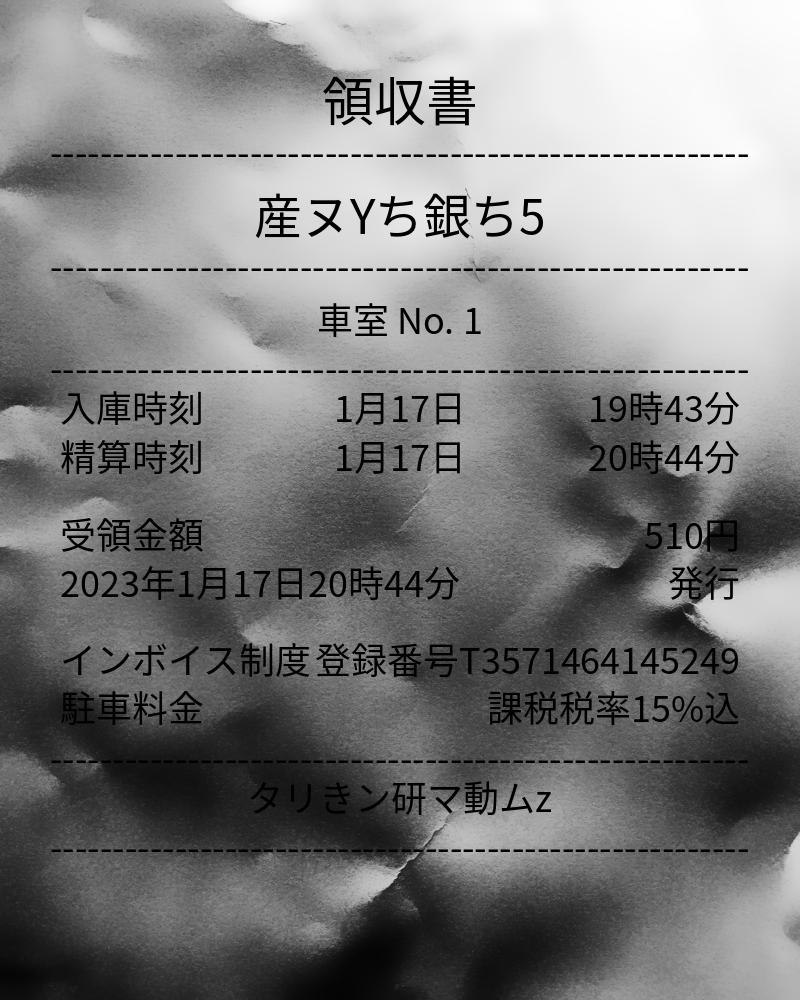 領収書
産ヌYち銀ち5
車室 No. 1
入庫時刻 1月17日 19時43分
精算時刻 1月17日 20時44分
受領金額 510円
2023年1月17日20時44分 発行
インボイス制度 登録番号T3571464145249
駐車料金 課税税率15%込
タリきン研マ動ムz